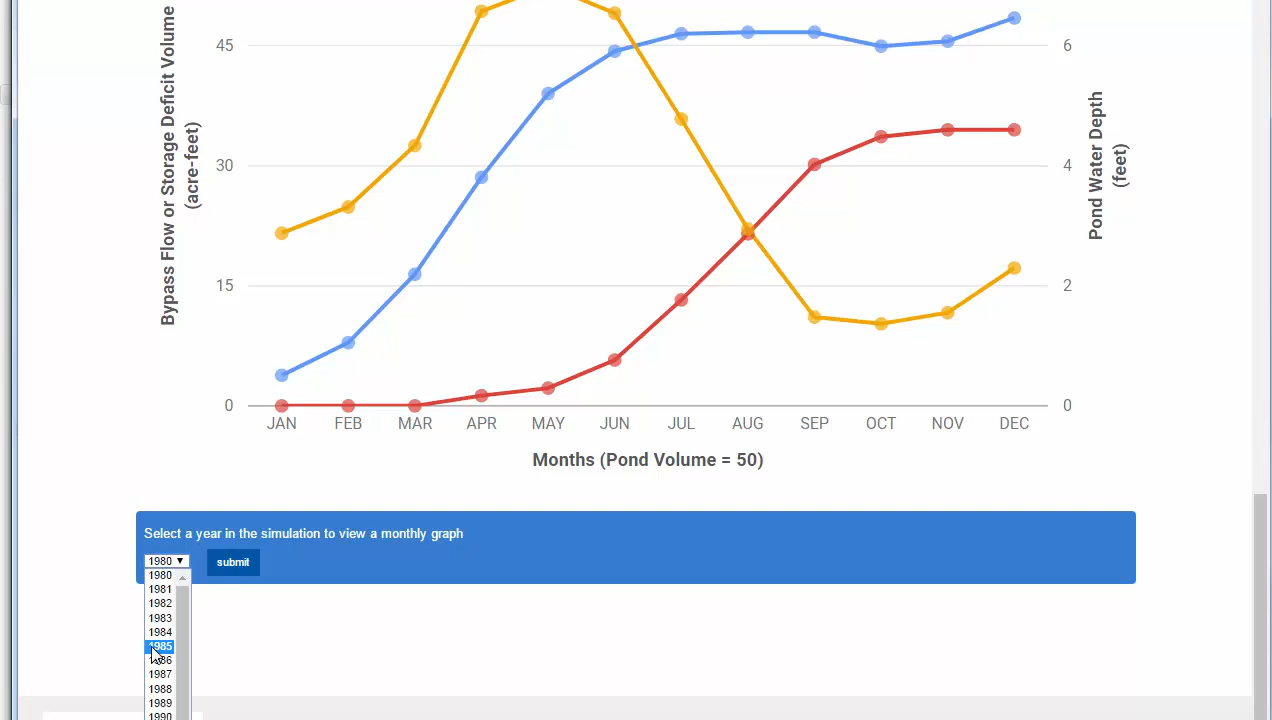 Bypass Flow or Storage Deficit Volume
(acre-feet)
45
30
15
0
6
4
2
0
Pond Water Depth
(feet)
JAN FEB MAR APR MAY JUN JUL AUG SEP OCT NOV DEC
Months (Pond Volume = 50)
Select a year in the simulation to view a monthly graph
1980
submit
1980
1981
1982
1983
1984
1985
1986
1987
1988
1989
1990